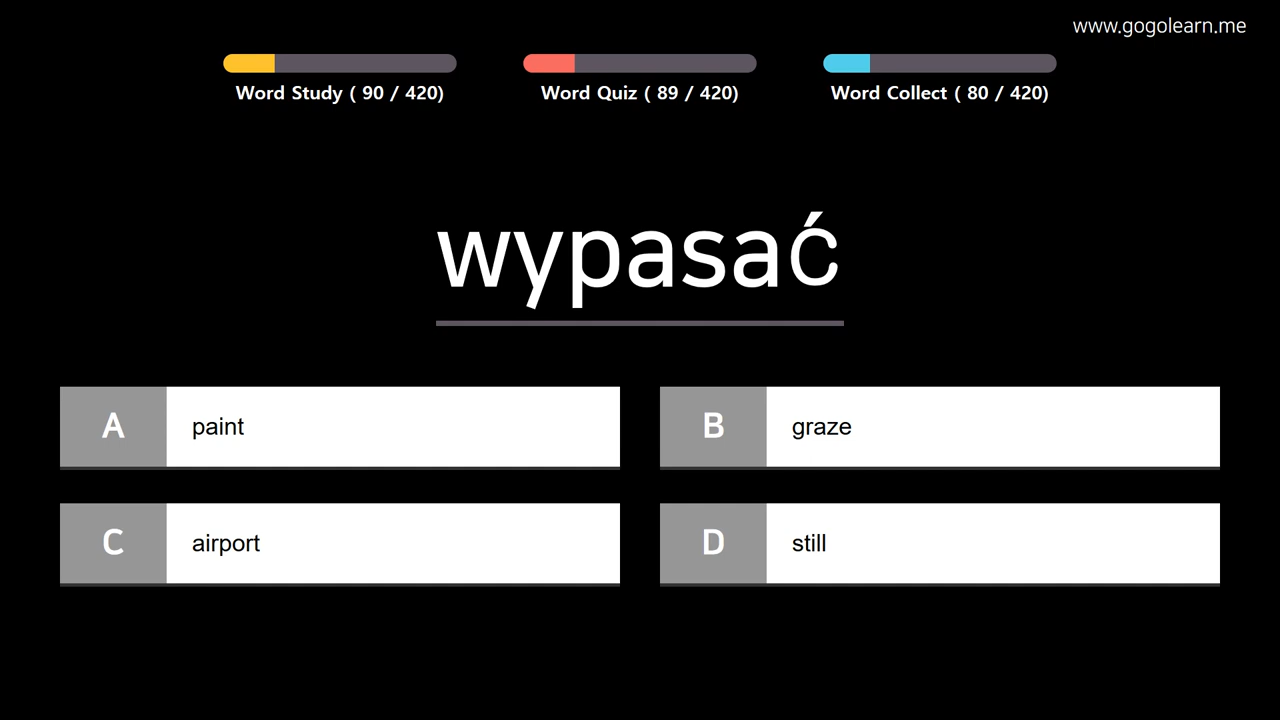 www.gogolearn.me
Word Study ( 90 / 420)
Word Quiz ( 89 / 420)
Word Collect ( 80 / 420)
wypasać
A paint
B graze
C airport
D still